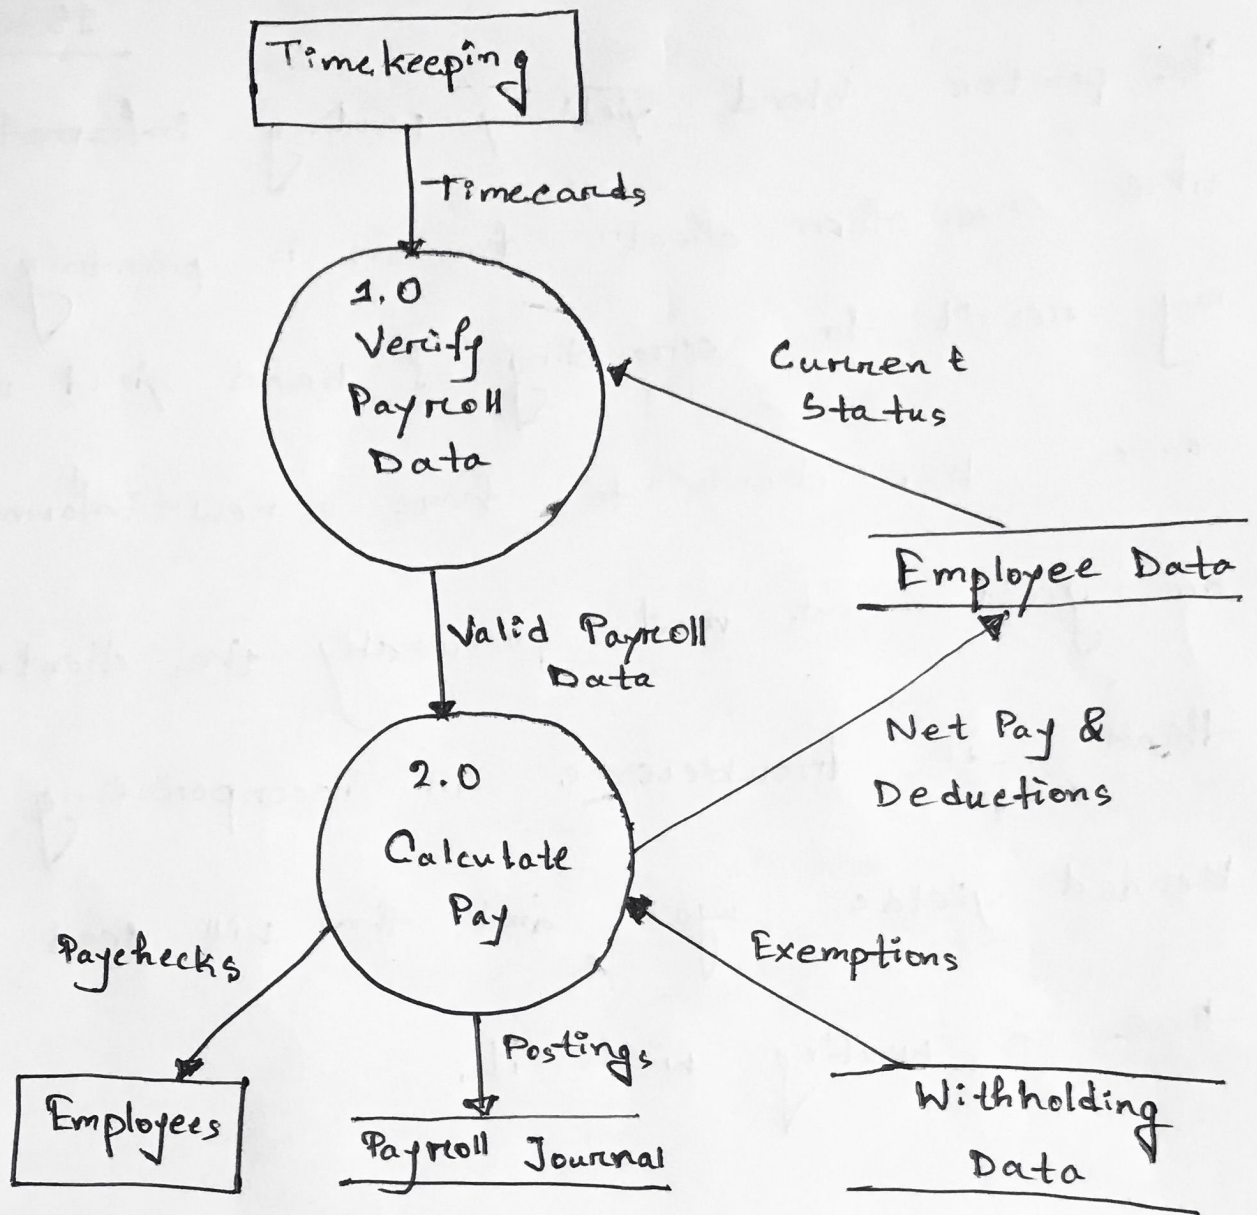 Timekeeping
Timecards
1.0
Verify
Payroll
Data
Current
Status
Employee Data
Valid Payroll
Data
Net Pay &
Deductions
2.0
Calculate
Pay
Paychecks
Exemptions
Postings
Employees
Payroll Journal
Withholding
Data